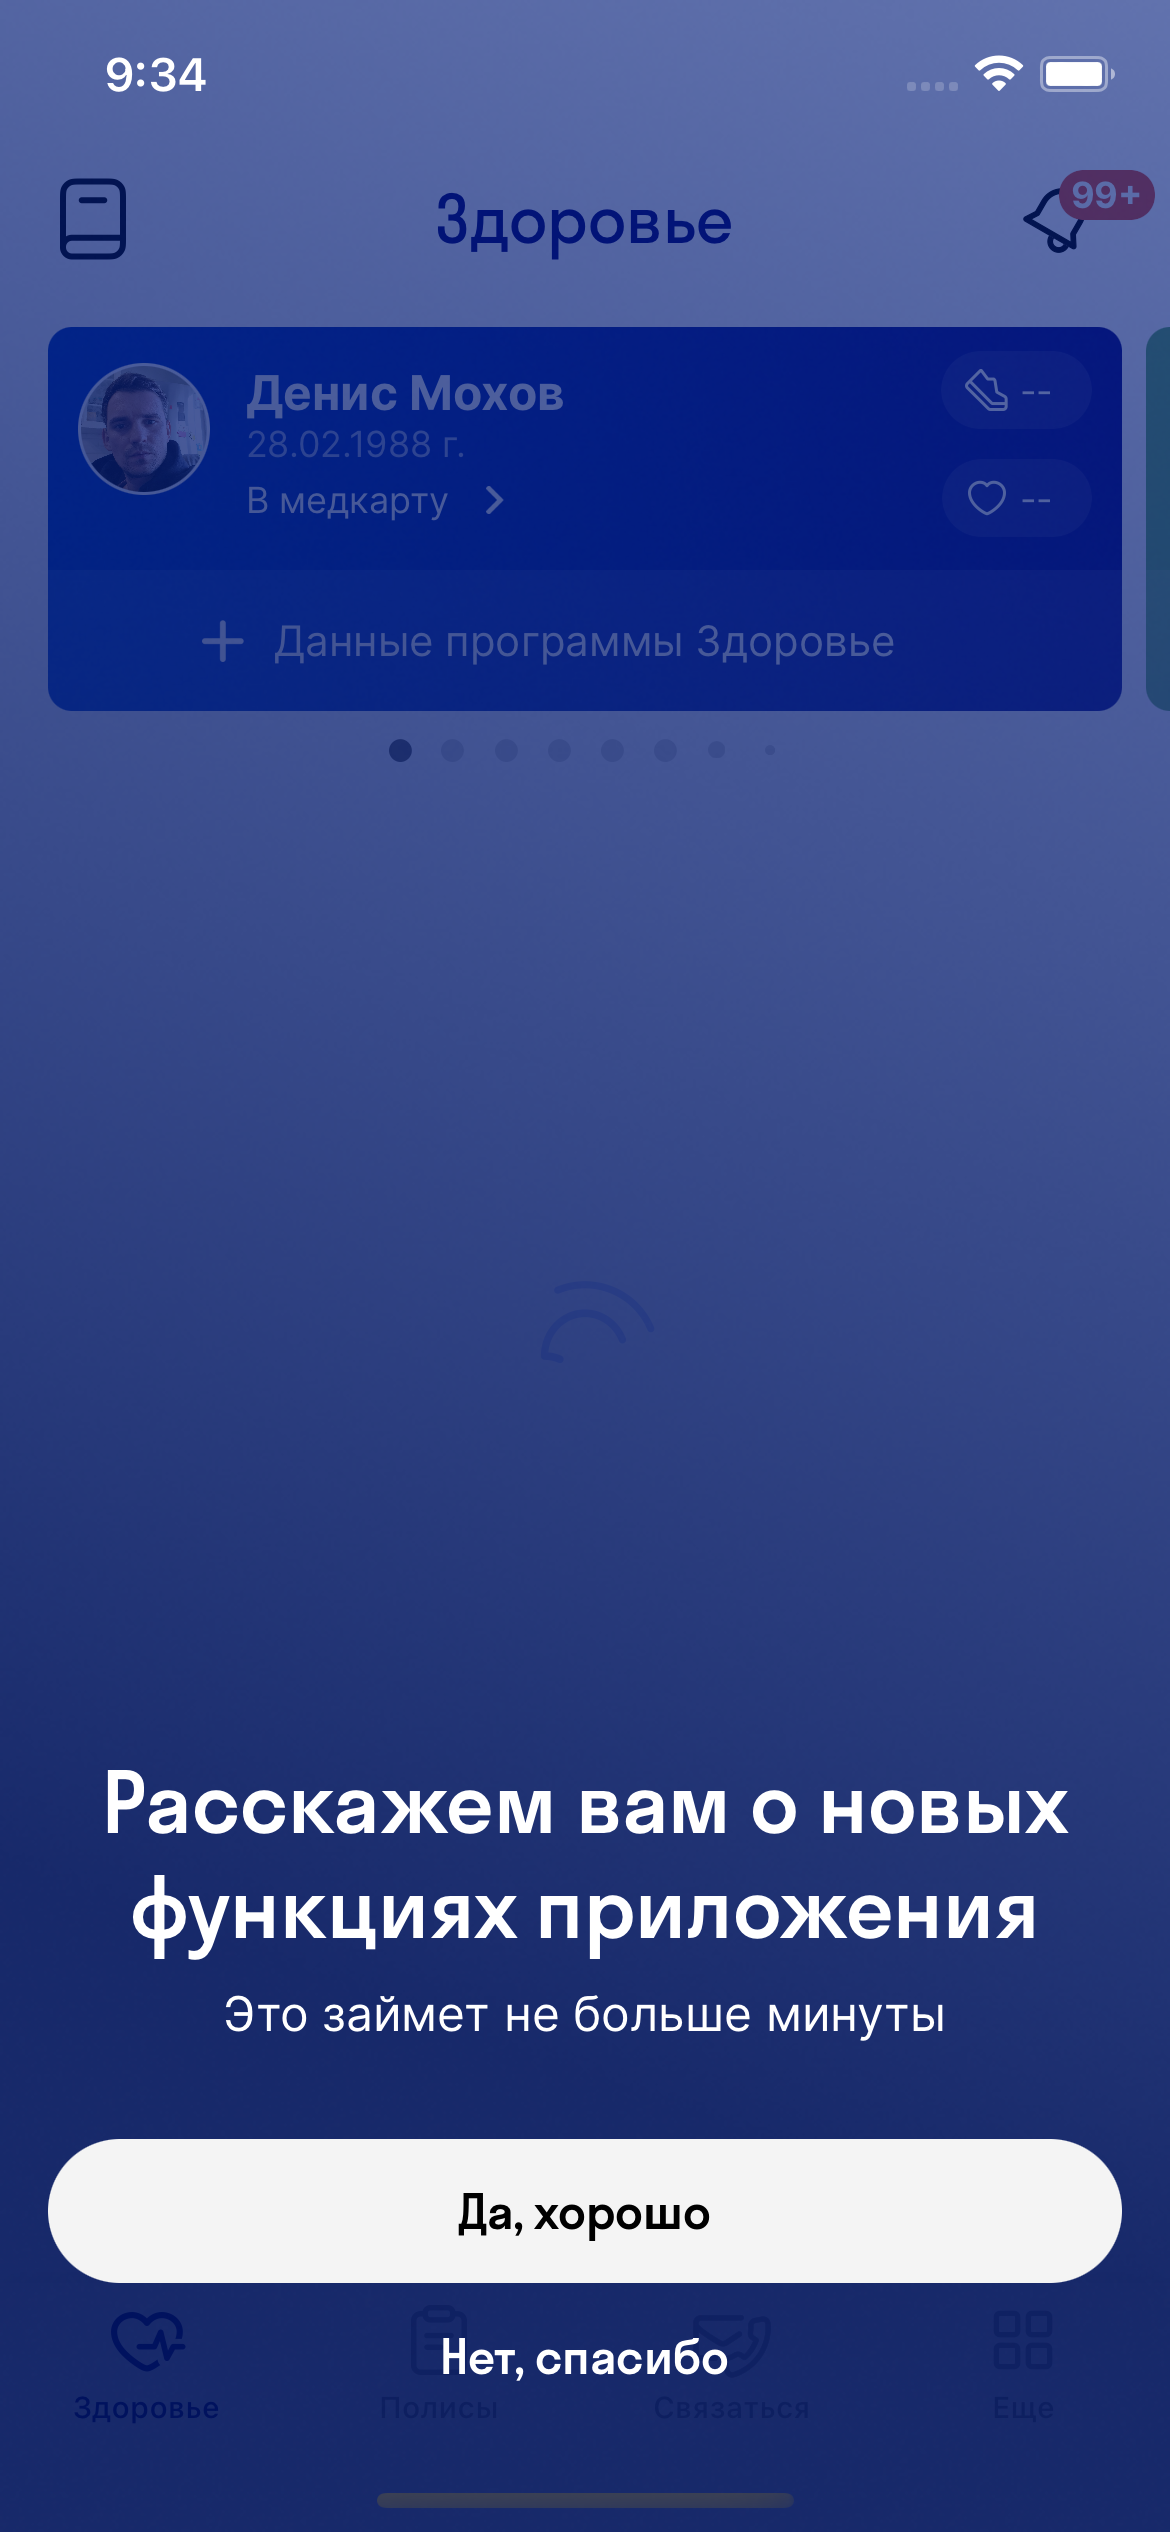 9:34
Здоровье
99+
Денис Мохов
28.02.1988 г.
В медкарту
--
--
Данные программы Здоровье
Расскажем вам о новых
функциях приложения
Это займет не больше минуты
Да, хорошо
Нет, спасибо
Здоровье
Полисы
Связаться
Еще